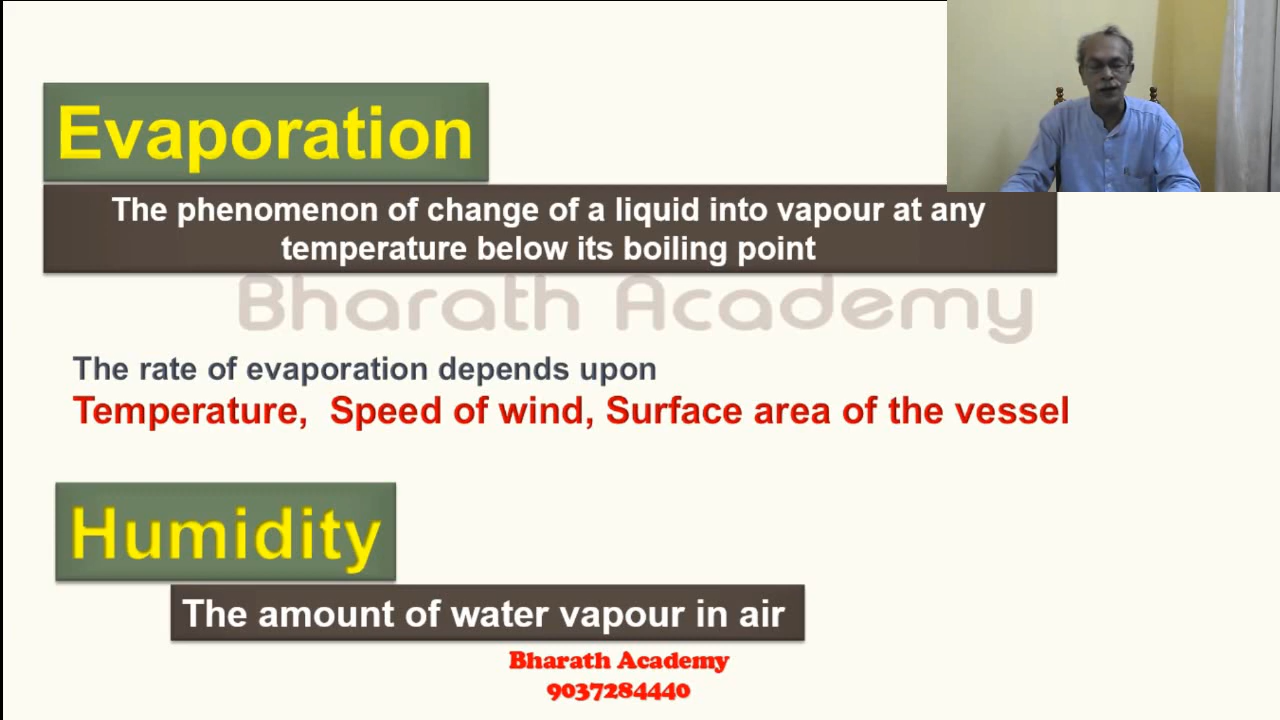 Evaporation
The phenomenon of change of a liquid into vapour at any
temperature below its boiling point
Bharath Academy
The rate of evaporation depends upon
Temperature, Speed of wind, Surface area of the vessel
Humidity
The amount of water vapour in air
Bharath Academy
9037284440